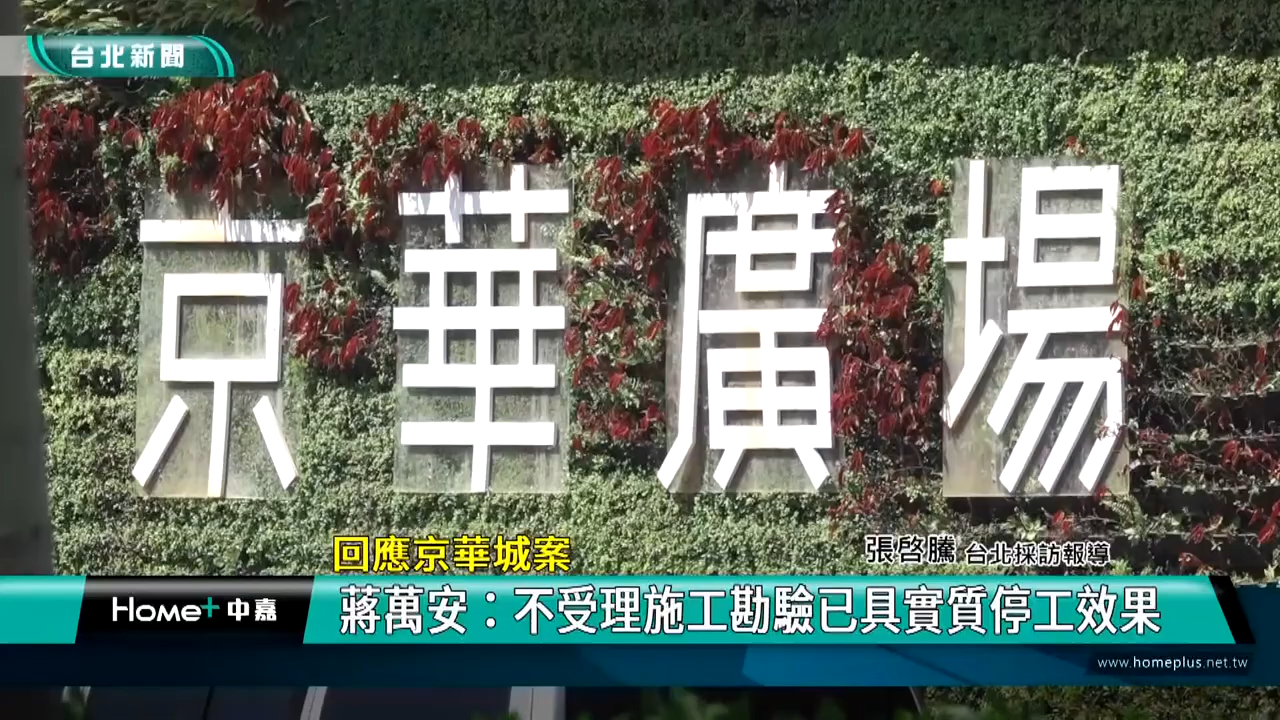 台北新聞
京華廣場
回應京華城案
張啓騰 台北採訪報導
Home+ 中嘉
蔣萬安：不受理施工勘驗已具實質停工效果
www.homeplus.net.tw